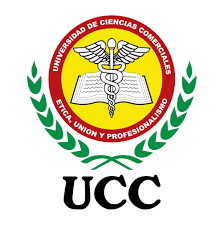 UNIVERSIDAD DE CIENCIAS COMERCIALES
ETICA, UNION Y PROFESIONALISMO
UCC